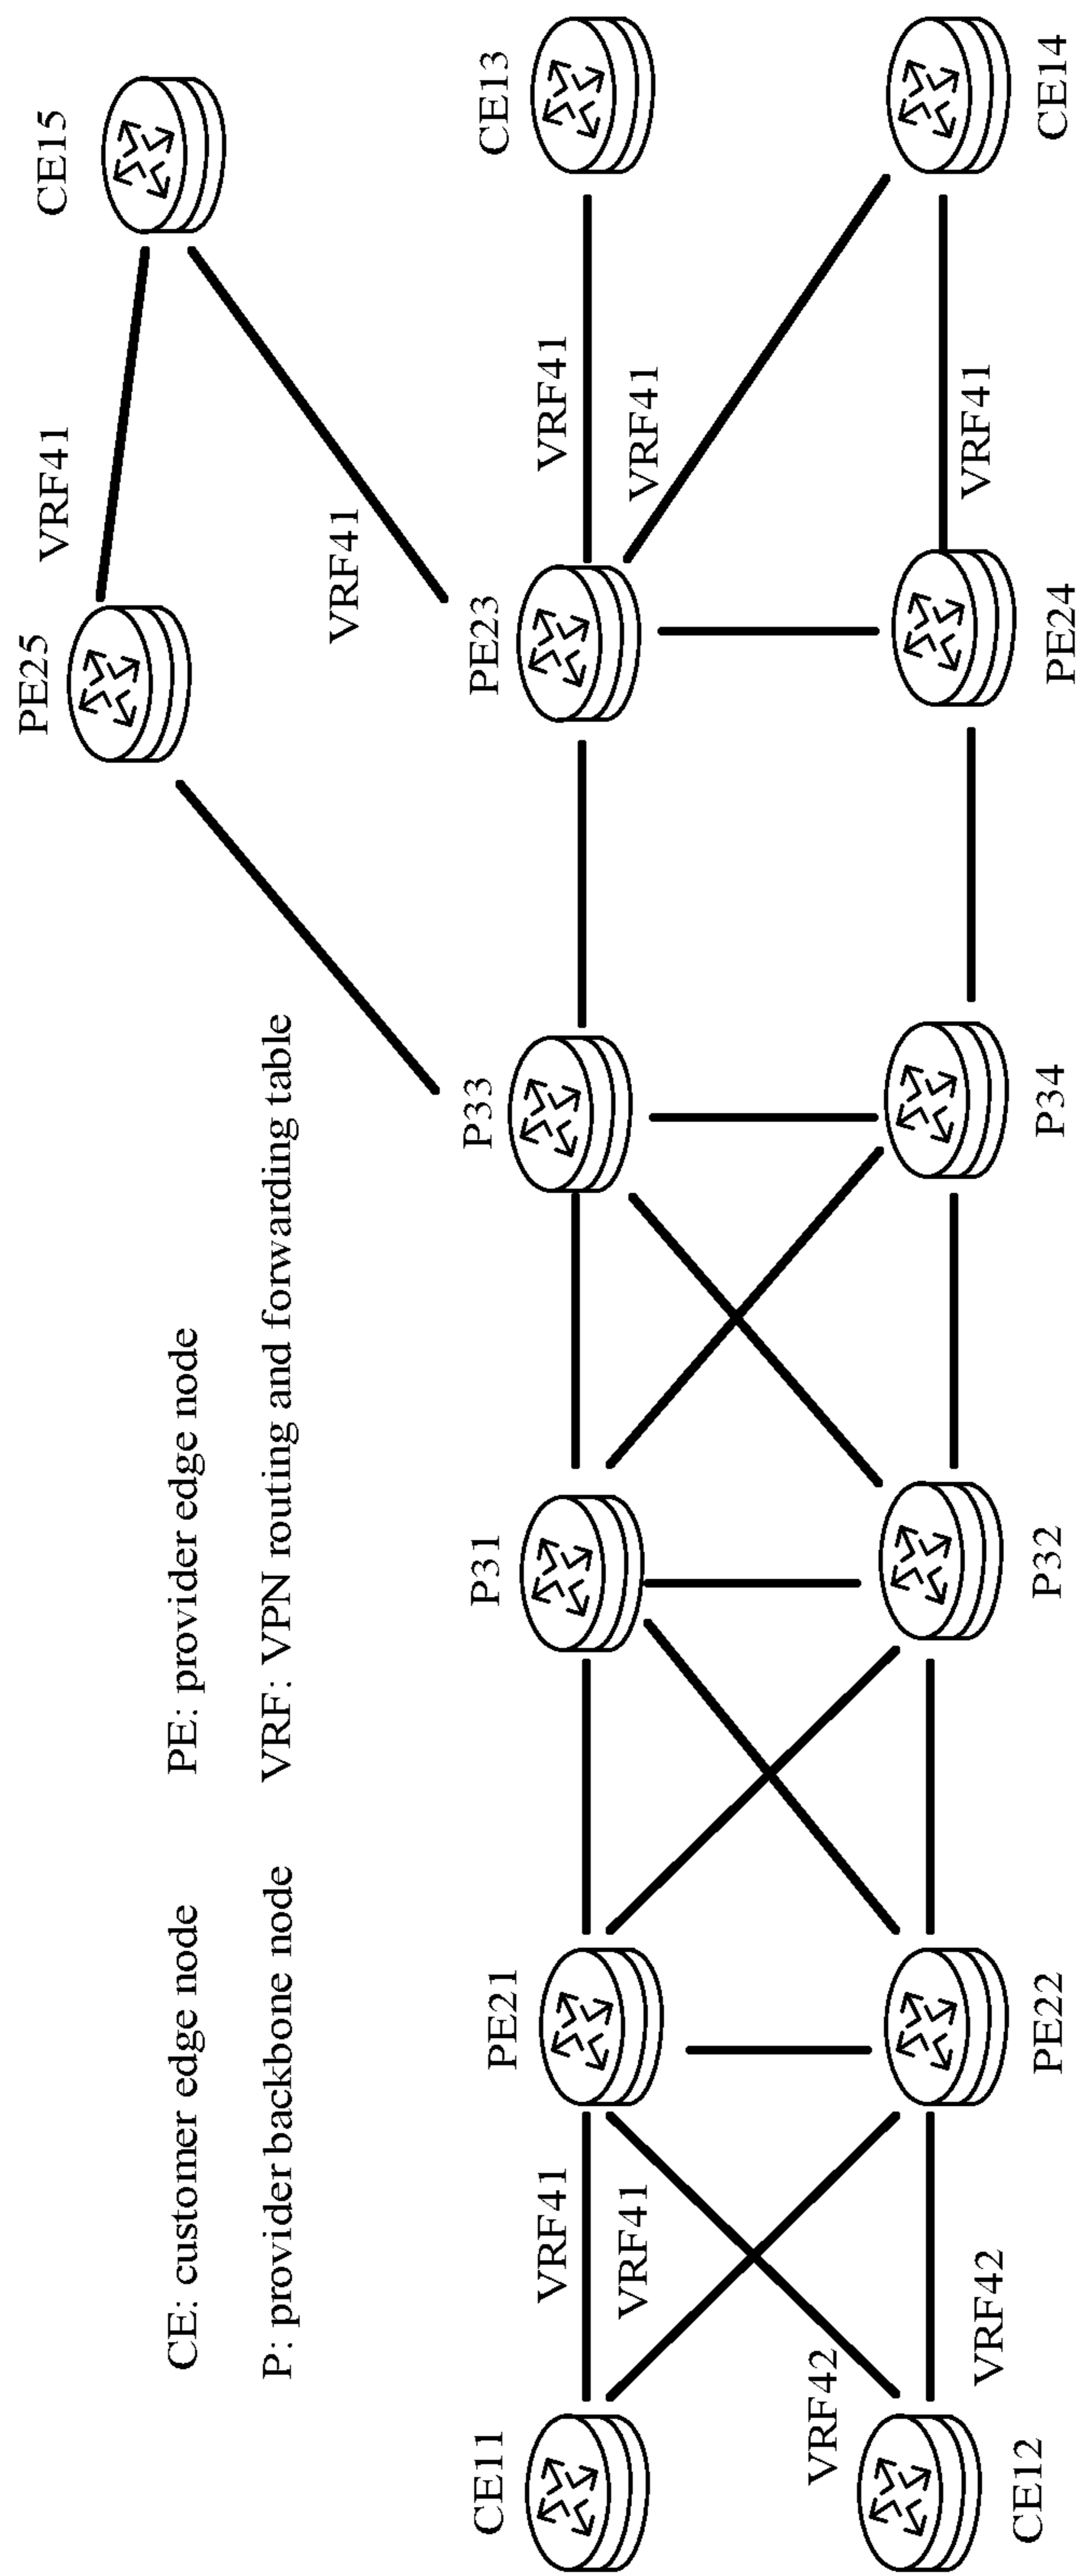 PE25
CE15
VRF41
CE: customer edge node
PE: provider edge node
P: provider backbone node
VRF: VPN routing and forwarding table
VRF41
CE11
PE21
P31
P33
PE23
CE13
VRF41
VRF41
VRF41
VRF41
VRF42
VRF42
VRF41
CE12
PE22
P32
P34
PE24
CE14